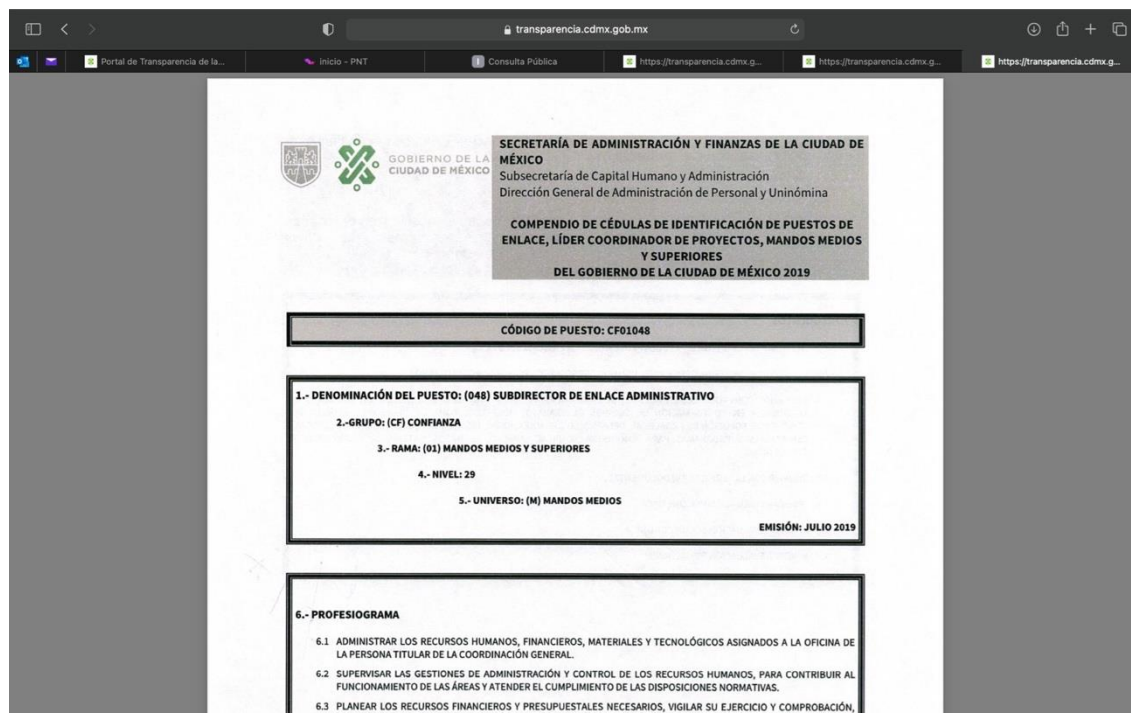 transparencia.cdmx.gob.mx
Portal de Transparencia de la...
inicio - PNT
Consulta Pública
https://transparencia.cdmx.g...
https://transparencia.cdmx.g...
https://transparencia.cdmx.g...
GOBIERNO DE LA
CIUDAD DE MÉXICO
SECRETARÍA DE ADMINISTRACIÓN Y FINANZAS DE LA CIUDAD DE
MÉXICO
Subsecretaría de Capital Humano y Administración
Dirección General de Administración de Personal y Uninómina
COMPENDIO DE CÉDULAS DE IDENTIFICACIÓN DE PUESTOS DE
ENLACE, LÍDER COORDINADOR DE PROYECTOS, MANDOS MEDIOS
Y SUPERIORES
DEL GOBIERNO DE LA CIUDAD DE MÉXICO 2019
CÓDIGO DE PUESTO: CF01048
1.- DENOMINACIÓN DEL PUESTO: (048) SUBDIRECTOR DE ENLACE ADMINISTRATIVO
2.-GRUPO: (CF) CONFIANZA
3.- RAMA: (01) MANDOS MEDIOS Y SUPERIORES
4.- NIVEL: 29
5.- UNIVERSO: (M) MANDOS MEDIOS
EMISIÓN: JULIO 2019
6.- PROFESIOGRAMA
6.1 ADMINISTRAR LOS RECURSOS HUMANOS, FINANCIEROS, MATERIALES Y TECNOLÓGICOS ASIGNADOS A LA OFICINA DE
LA PERSONA TITULAR DE LA COORDINACIÓN GENERAL.
6.2 SUPERVISAR LAS GESTIONES DE ADMINISTRACIÓN Y CONTROL DE LOS RECURSOS HUMANOS, PARA CONTRIBUIR AL
FUNCIONAMIENTO DE LAS ÁREAS Y ATENDER EL CUMPLIMIENTO DE LAS DISPOSICIONES NORMATIVAS.
6.3 PLANEAR LOS RECURSOS FINANCIEROS Y PRESUPUESTALES NECESARIOS, VIGILAR SU EJERCICIO Y COMPROBACIÓN,